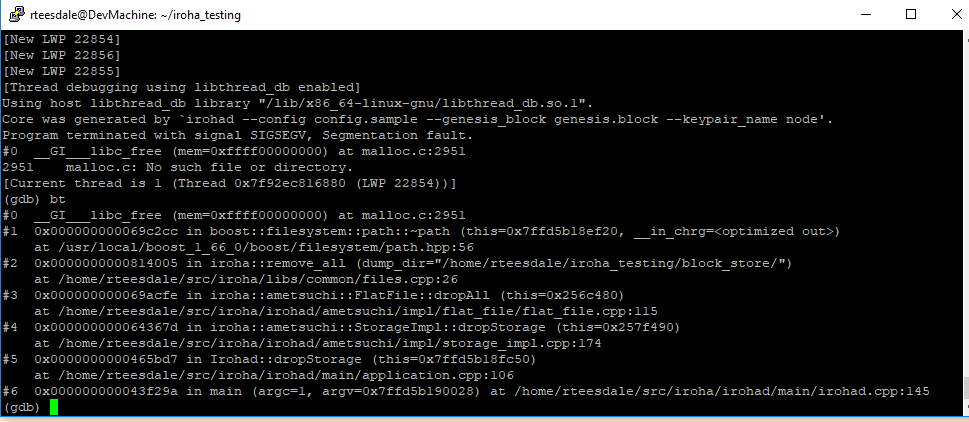 rteesdale@DevMachine: ~/iroha_testing
[New LWP 22854]
[New LWP 22856]
[New LWP 22855]
[Thread debugging using libthread_db enabled]
Using host libthread_db library "/lib/x86_64-linux-gnu/libthread_db.so.1".
Core was generated by `irohad --config config.sample --genesis_block genesis.block --keypair_name node'.
Program terminated with signal SIGSEGV, Segmentation fault.
#0  __GI___libc_free (mem=0xffff00000000) at malloc.c:2951
2951    malloc.c: No such file or directory.
[Current thread is 1 (Thread 0x7f92ec816880 (LWP 22854))]
(gdb) bt
#0  __GI___libc_free (mem=0xffff00000000) at malloc.c:2951
#1  0x000000000069c2cc in boost::filesystem::path::~path (this=0x7ffd5b18ef20, __in_chrg=<optimized out>)
    at /usr/local/boost_1_66_0/boost/filesystem/path.hpp:56
#2  0x0000000000814005 in iroha::remove_all (dump_dir="/home/rteesdale/iroha_testing/block_store/")
    at /home/rteesdale/src/iroha/libs/common/files.cpp:26
#3  0x000000000069acfe in iroha::ametsuchi::FlatFile::dropAll (this=0x256c480)
    at /home/rteesdale/src/iroha/irohad/ametsuchi/impl/flat_file/flat_file.cpp:115
#4  0x000000000064367d in iroha::ametsuchi::StorageImpl::dropStorage (this=0x257f490)
    at /home/rteesdale/src/iroha/irohad/ametsuchi/impl/storage_impl.cpp:174
#5  0x0000000000465bd7 in Irohad::dropStorage (this=0x7ffd5b18fc50)
    at /home/rteesdale/src/iroha/irohad/main/application.cpp:106
#6  0x000000000043f29a in main (argc=1, argv=0x7ffd5b190028) at /home/rteesdale/src/iroha/irohad/main/irohad.cpp:145
(gdb)